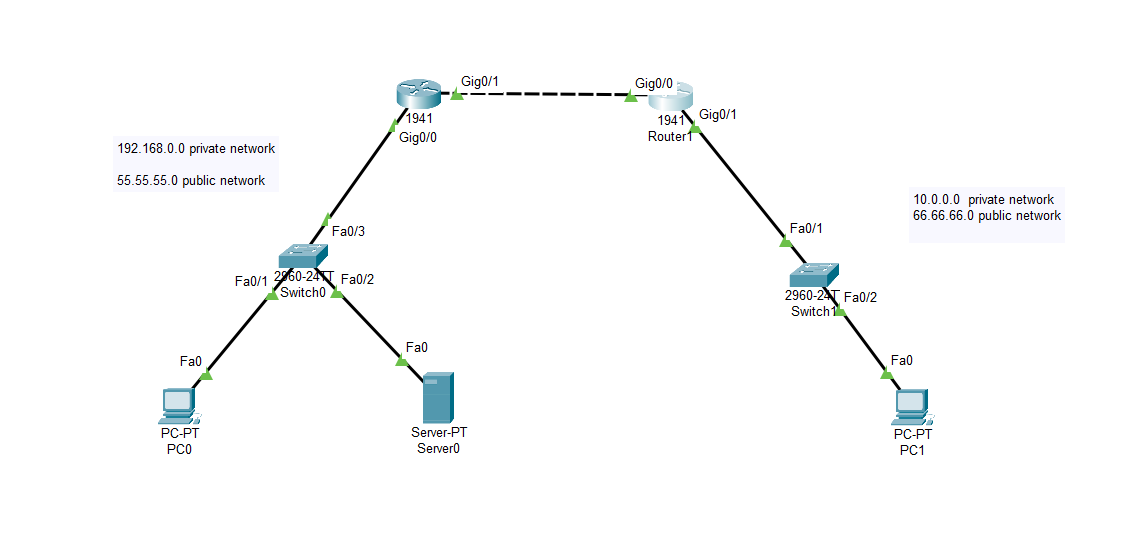 Gig0/1
Gig0/0
1941
Gig0/0
1941
Router1
Gig0/1
192.168.0.0 private network
55.55.55.0 public network
10.0.0.0  private network
66.66.66.0 public network
Fa0/3
Fa0/1
2960-24TT
Switch0
Fa0/1
Fa0/2
2960-24T
Switch1
Fa0/2
Fa0
Fa0
Fa0
PC-PT
PC0
Server-PT
Server0
PC-PT
PC1